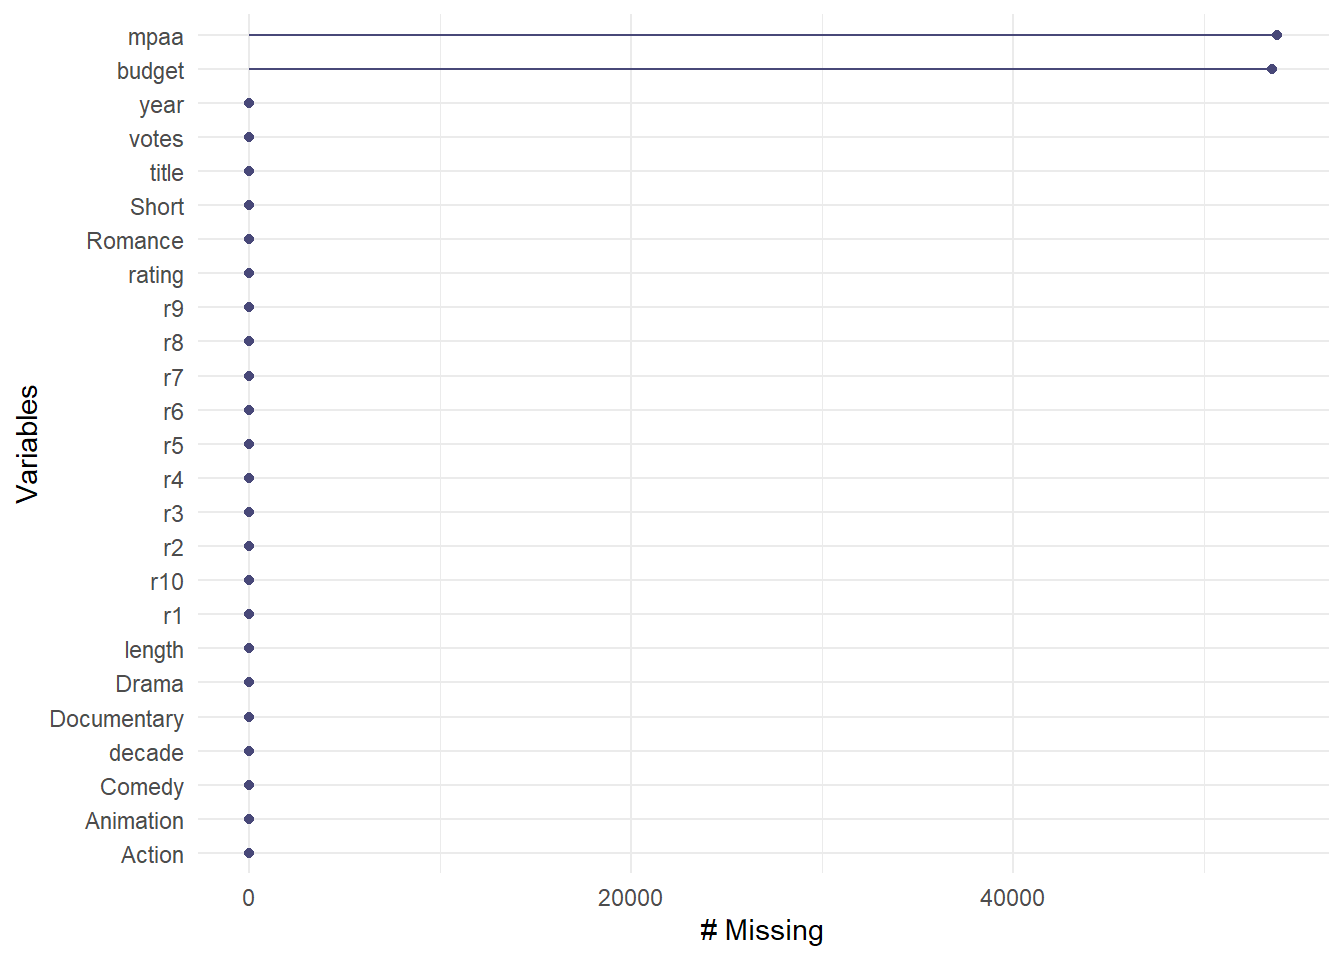 mpaa
budget
year
votes
title
Short
Romance
rating
r9
r8
r7
r6
r5
r4
r3
r2
r10
r1
length
Drama
Documentary
decade
Comedy
Animation
Action
Variables
0 20000 40000
# Missing